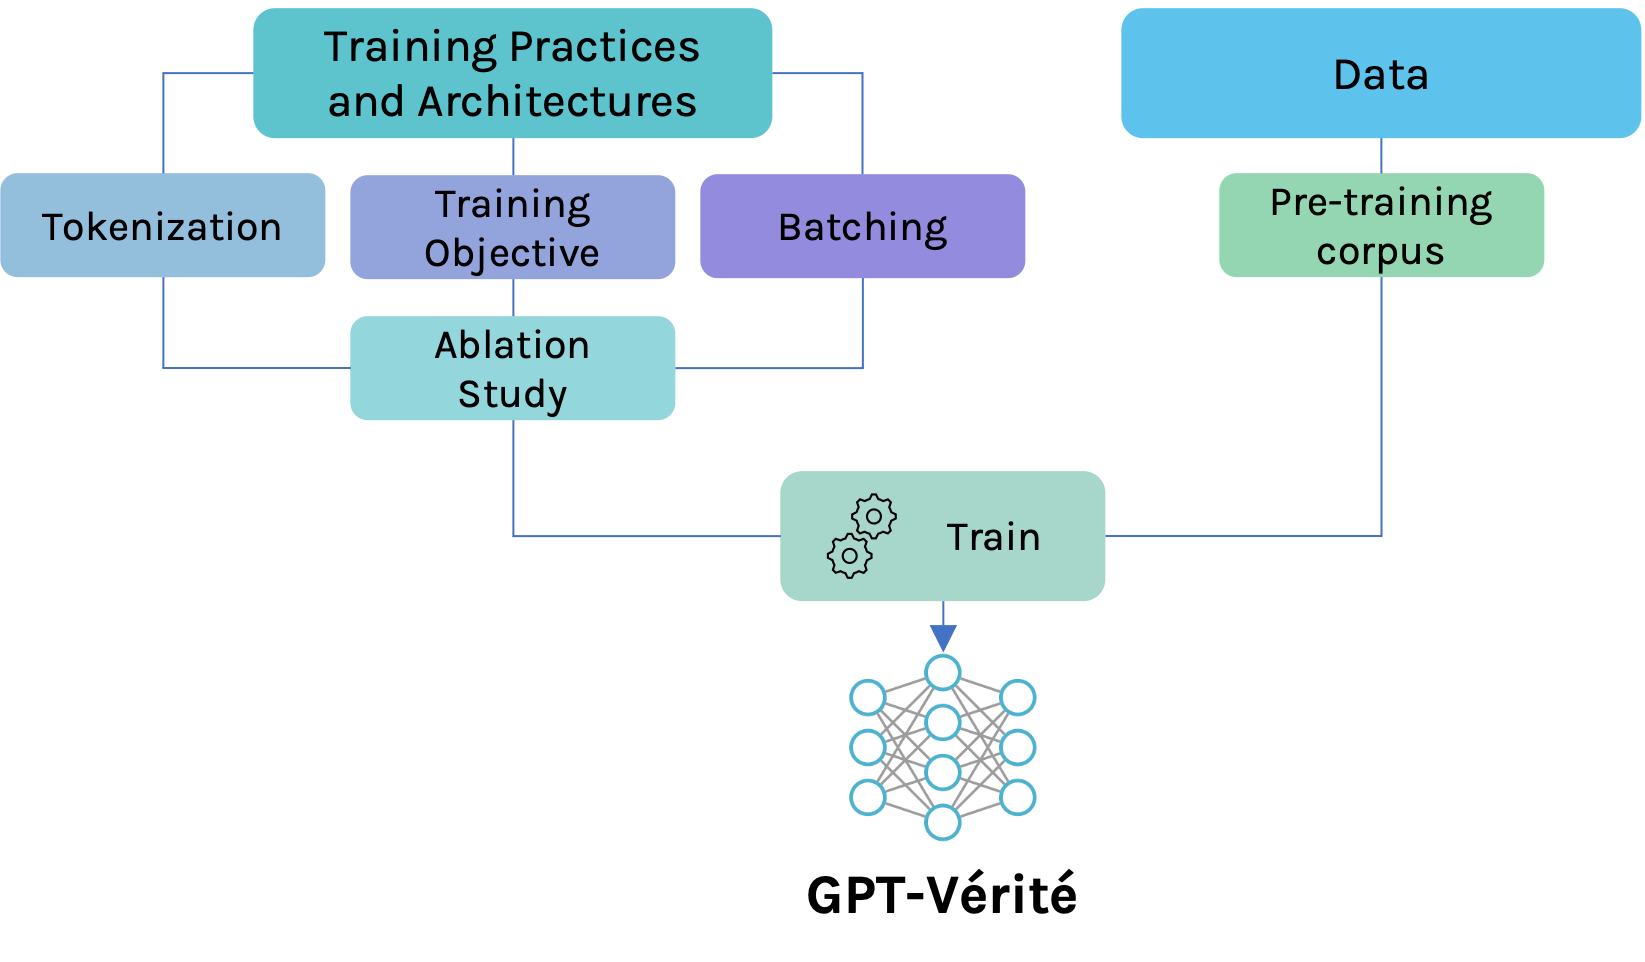 Training Practices
and Architectures
Data
Tokenization
Training
Objective
Batching
Pre-training
corpus
Ablation
Study
Train
GPT-Vérité